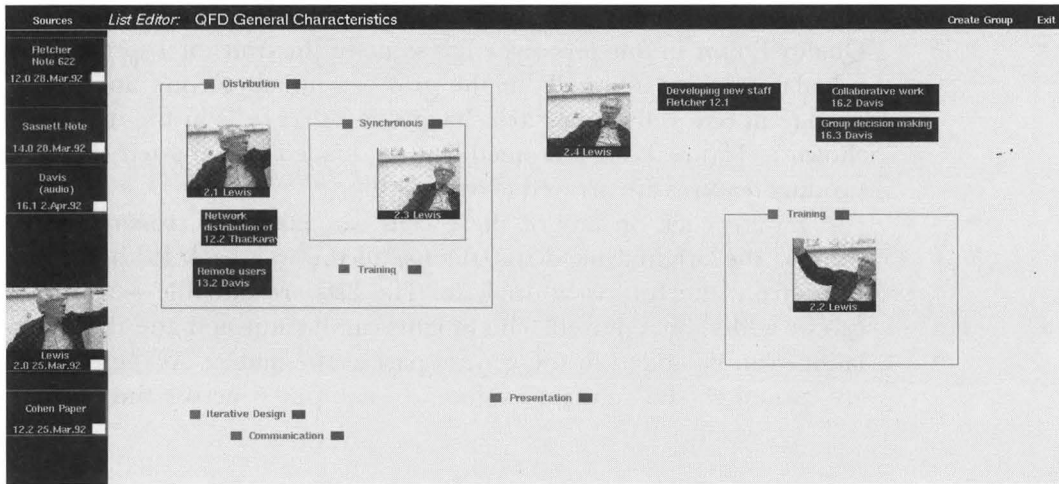 Sources
List Editor: QFD General Characteristics
Create Group
Exit
Fletcher
Note 622
12.0 28.Mar.92
Sasnett Note
14.0 28.Mar.92
Davis
(audio)
16.1 2.Apr.92
Lewis
2.0 25.Mar.92
Cohen Paper
12.2 25.Mar.92
Distribution
2.1 Lewis
Synchronous
2.3 Lewis
Network
distribution of
12.2 Thackaray
Remote users
13.2 Davis
Training
2.4 Lewis
Developing new staff
Fletcher 12.1
Collaborative work
16.2 Davis
Group decision making
16.3 Davis
Training
2.2 Lewis
Presentation
Iterative Design
Communication